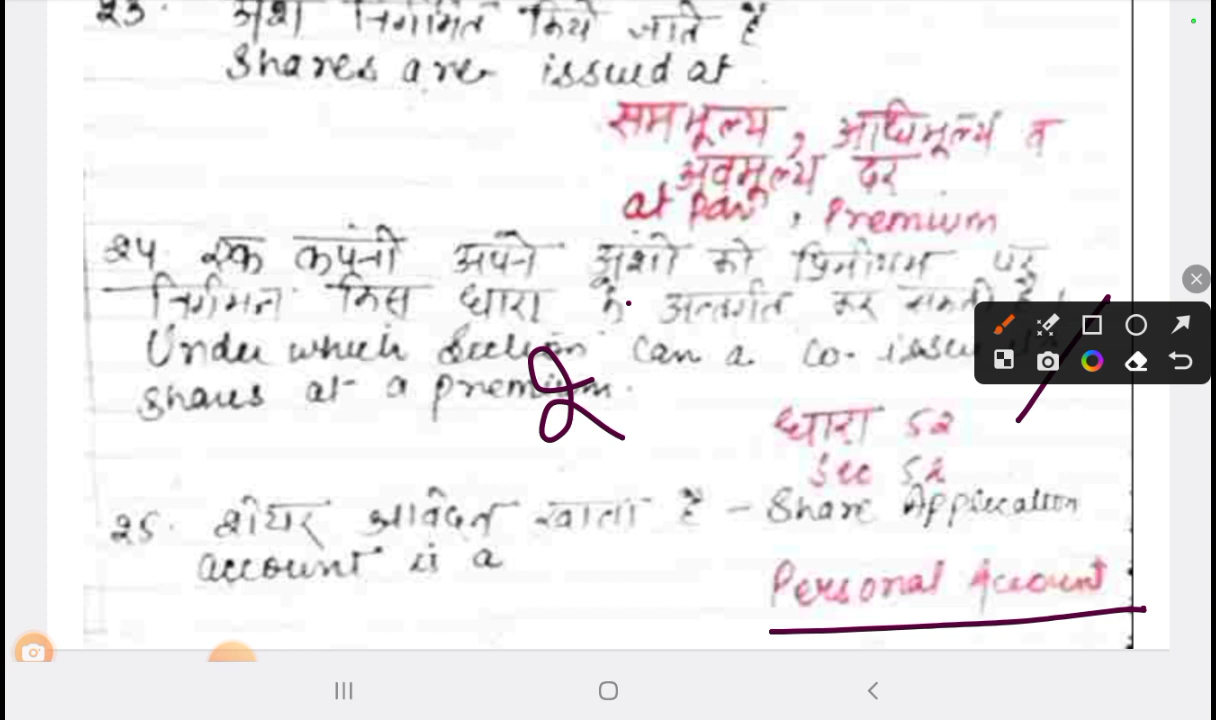 23. अंश निर्गमित किये जाते हैं
Shares are issued at
सममूल्य, अधिमूल्य व
अवमूल्य दर
at par, Premium
24. एक कंपनी अपने अंशों को प्रिमीयम पर
निर्गमन किस धारा के अन्तर्गत कर सकती है
Under which Section can a co. issue
shares at a premium.
धारा 52
Sec 52
25. शेयर आवेदन खाता है - Share Application
account is a
Personal Account